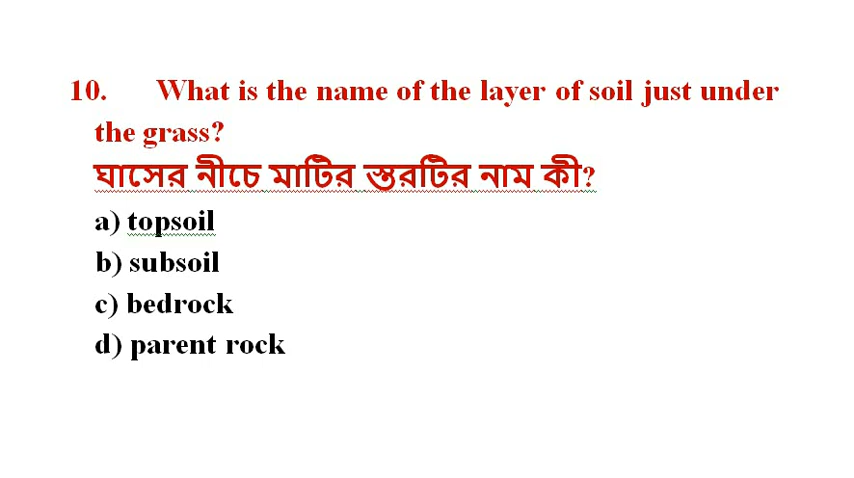 10. What is the name of the layer of soil just under
the grass?
ঘাসের নীচে মাটির স্তরটির নাম কী?
a) topsoil
b) subsoil
c) bedrock
d) parent rock